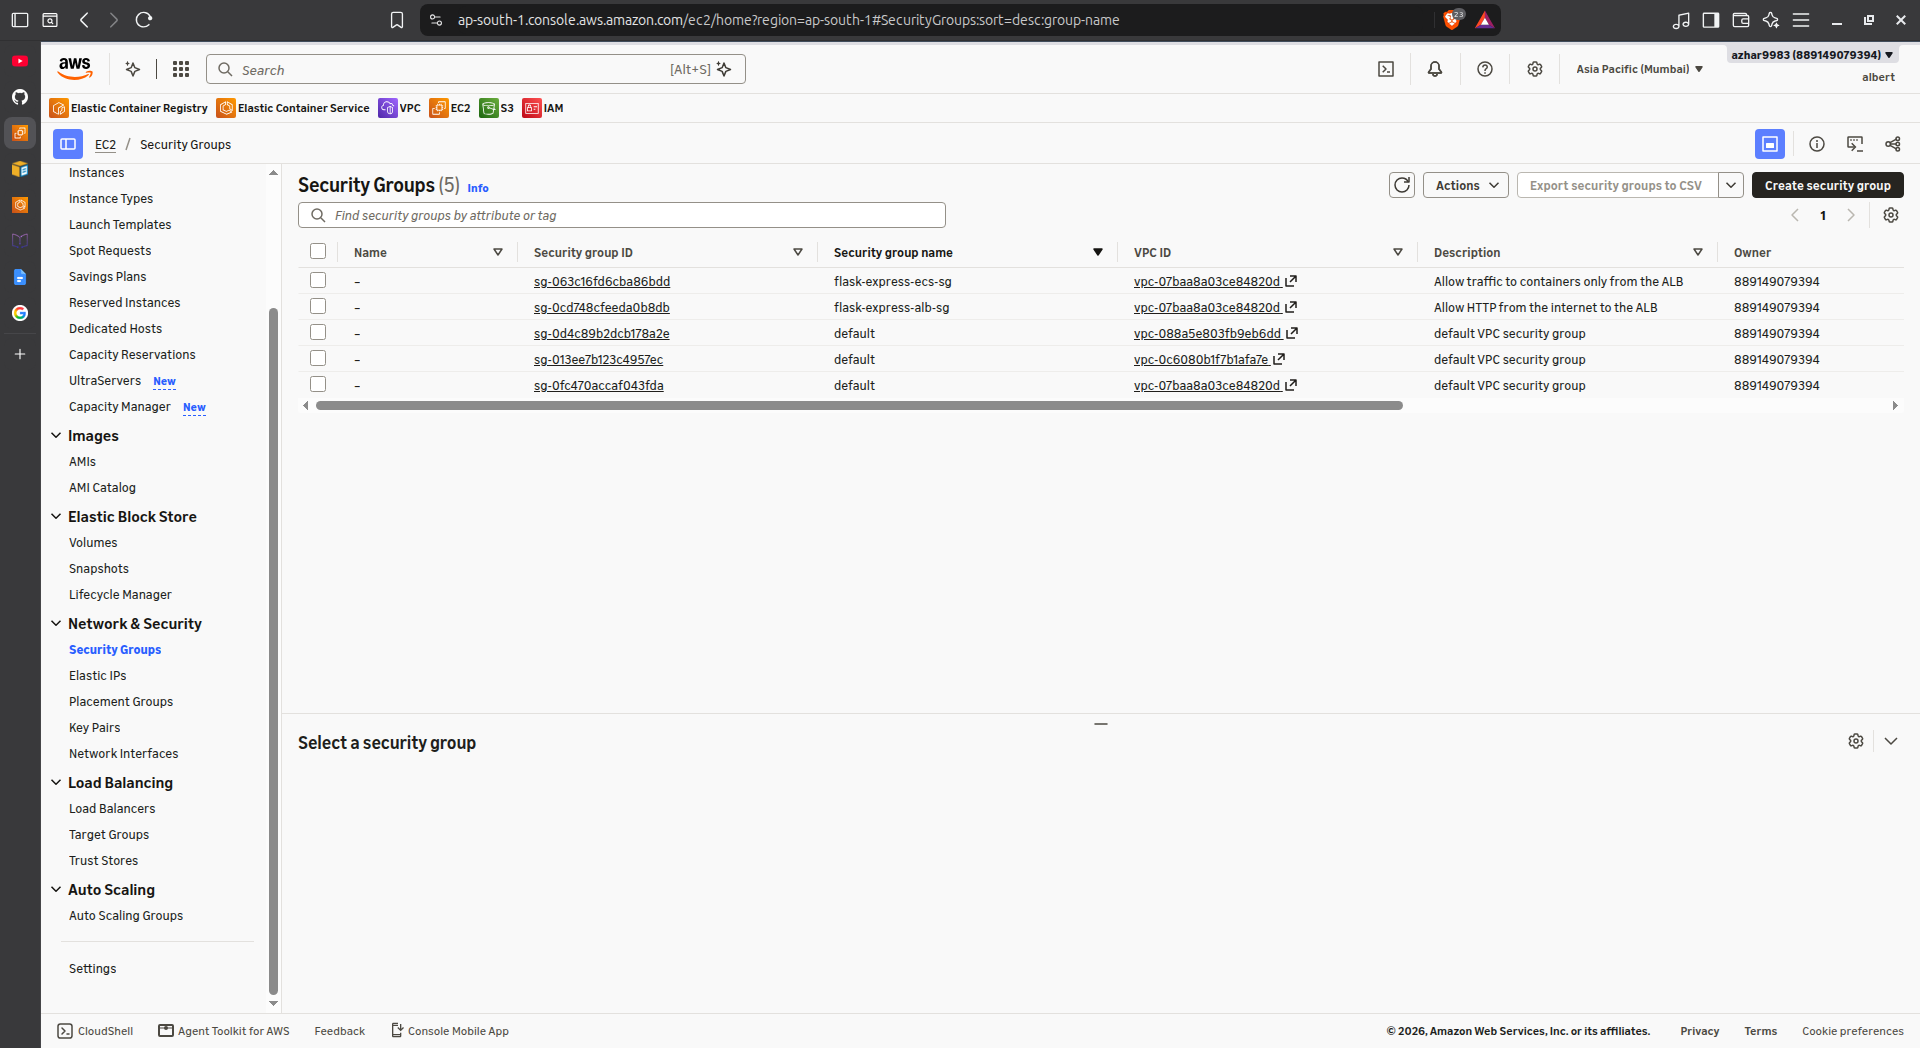 ap-south-1.console.aws.amazon.com/ec2/home?region=ap-south-1#SecurityGroups:sort=desc:group-name
23
aws
Search
[Alt+S]
Asia Pacific (Mumbai)
azhar9983 (889149079394)
albert
Elastic Container Registry
Elastic Container Service
VPC
EC2
S3
IAM
EC2 / Security Groups
Instances
Instance Types
Launch Templates
Spot Requests
Savings Plans
Reserved Instances
Dedicated Hosts
Capacity Reservations
UltraServers New
Capacity Manager New
Images
AMIs
AMI Catalog
Elastic Block Store
Volumes
Snapshots
Lifecycle Manager
Network & Security
Security Groups
Elastic IPs
Placement Groups
Key Pairs
Network Interfaces
Load Balancing
Load Balancers
Target Groups
Trust Stores
Auto Scaling
Auto Scaling Groups
Settings
Security Groups (5) Info
Actions
Export security groups to CSV
Create security group
Find security groups by attribute or tag
1
Name Security group ID Security group name VPC ID Description Owner
– sg-063c16fd6cba86bdd flask-express-ecs-sg vpc-07baa8a03ce84820d Allow traffic to containers only from the ALB 889149079394
– sg-0cd748cfeeda0b8db flask-express-alb-sg vpc-07baa8a03ce84820d Allow HTTP from the internet to the ALB 889149079394
– sg-0d4c89b2dcb178a2e default vpc-088a5e803fb9eb6dd default VPC security group 889149079394
– sg-013ee7b123c4957ec default vpc-0c6080b1f7b1afa7e default VPC security group 889149079394
– sg-0fc470accaf043fda default vpc-07baa8a03ce84820d default VPC security group 889149079394
Select a security group
CloudShell
Agent Toolkit for AWS
Feedback
Console Mobile App
© 2026, Amazon Web Services, Inc. or its affiliates.
Privacy
Terms
Cookie preferences